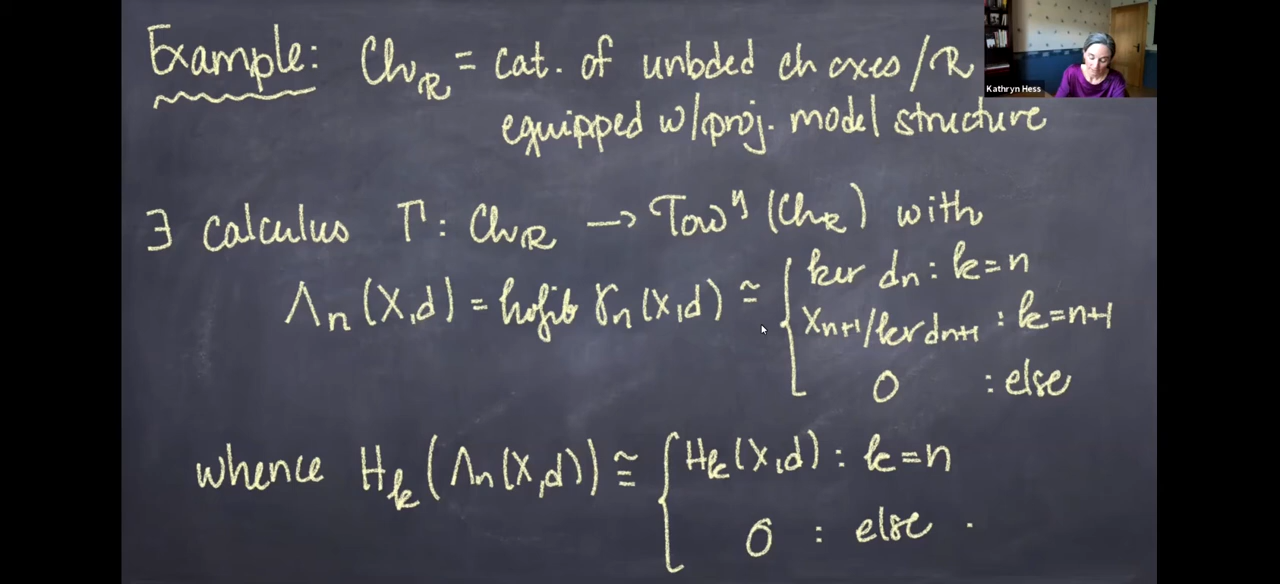 Example: Ch_R = cat. of unbded ch cxes/R
Kathryn Hess
equipped w/proj. model structure
∃ calculus Γ: Ch_R → Tow^η (Ch_R) with
Λ_n (X,d) = hofib γ_n (X,d) ≅ { ker d_n : k=n
X_{n+1}/ker d_{n+1} : k=n+1
0 : else
whence H_k (Λ_n(X,d)) ≅ { H_k(X,d) : k=n
0 : else .